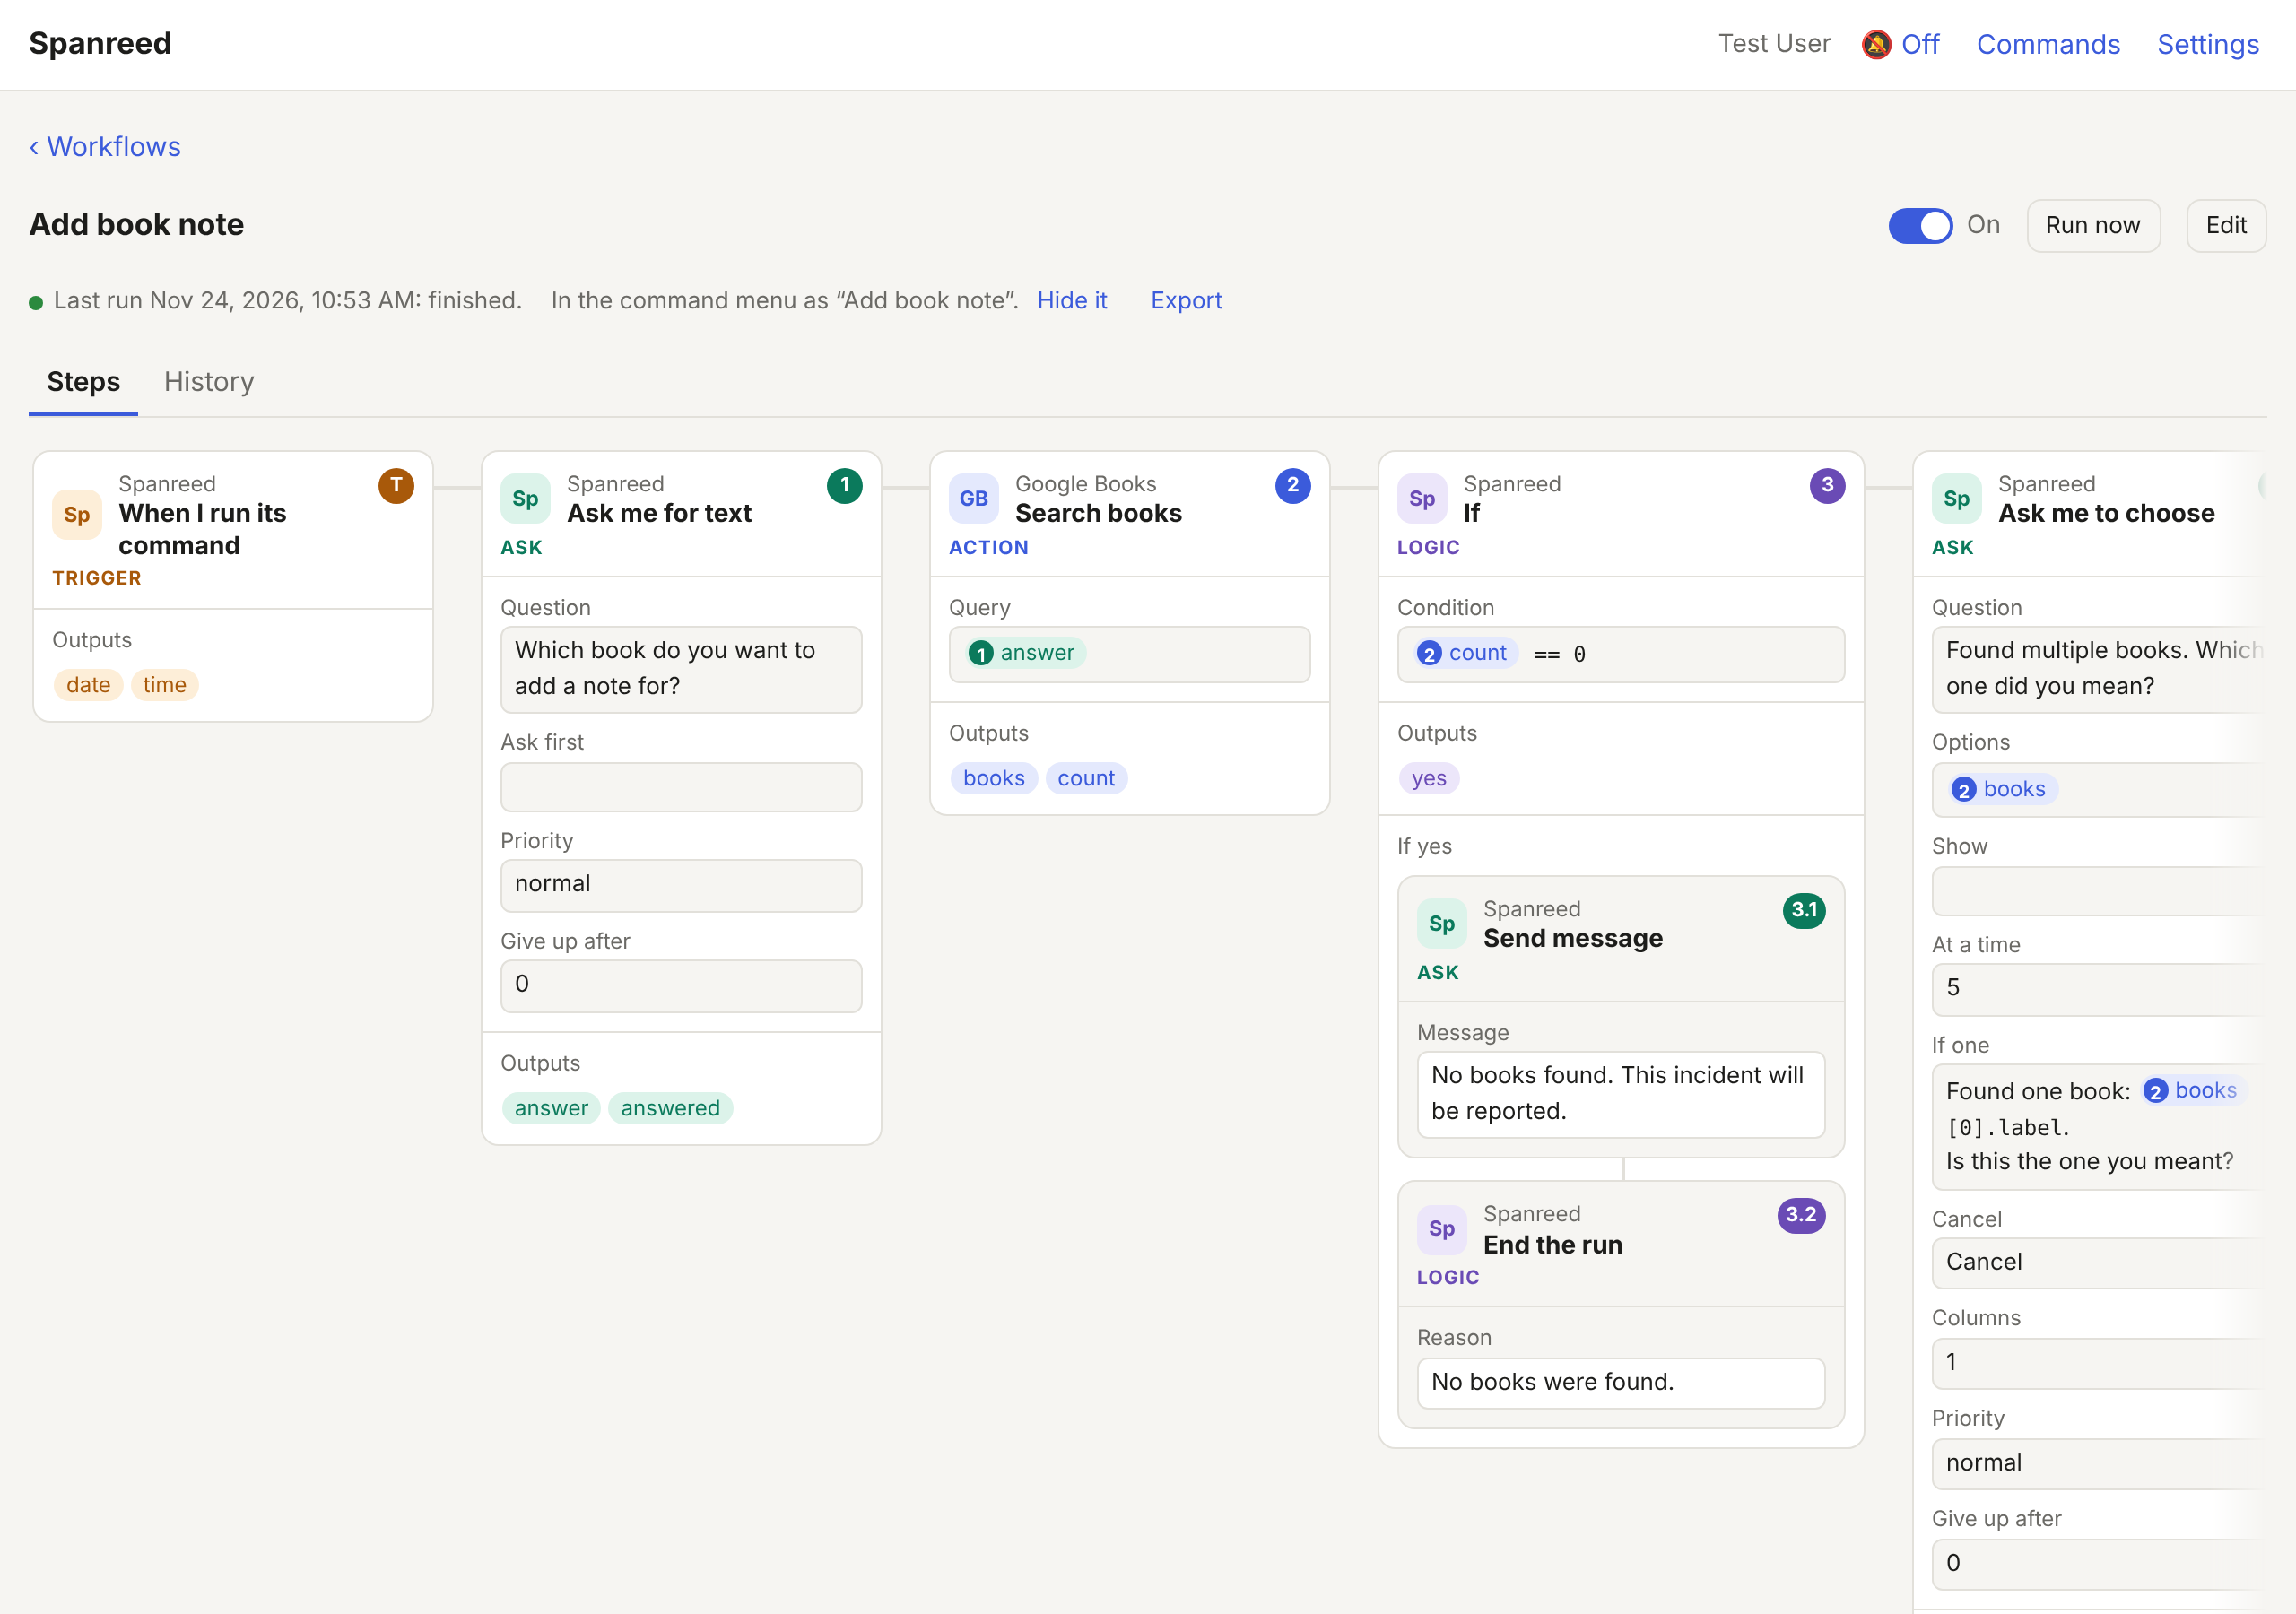 Spanreed
Test User
Off
Commands
Settings
‹ Workflows
Add book note
On
Run now
Edit
Last run Nov 24, 2026, 10:53 AM: finished.
In the command menu as “Add book note”.
Hide it
Export
Steps
History
Sp
Spanreed
When I run its
command
T
TRIGGER
Outputs
date
time
Sp
Spanreed
Ask me for text
1
ASK
Question
Which book do you want to
add a note for?
Ask first
Priority
normal
Give up after
0
Outputs
answer
answered
GB
Google Books
Search books
2
ACTION
Query
1 answer
Outputs
books
count
Sp
Spanreed
If
3
LOGIC
Condition
2 count == 0
Outputs
yes
If yes
Sp
Spanreed
Send message
3.1
ASK
Message
No books found. This incident will
be reported.
Sp
Spanreed
End the run
3.2
LOGIC
Reason
No books were found.
Sp
Spanreed
Ask me to choose
ASK
Question
Found multiple books. Which
one did you mean?
Options
2 books
Show
At a time
5
If one
Found one book: 2 books
[0].label.
Is this the one you meant?
Cancel
Cancel
Columns
1
Priority
normal
Give up after
0